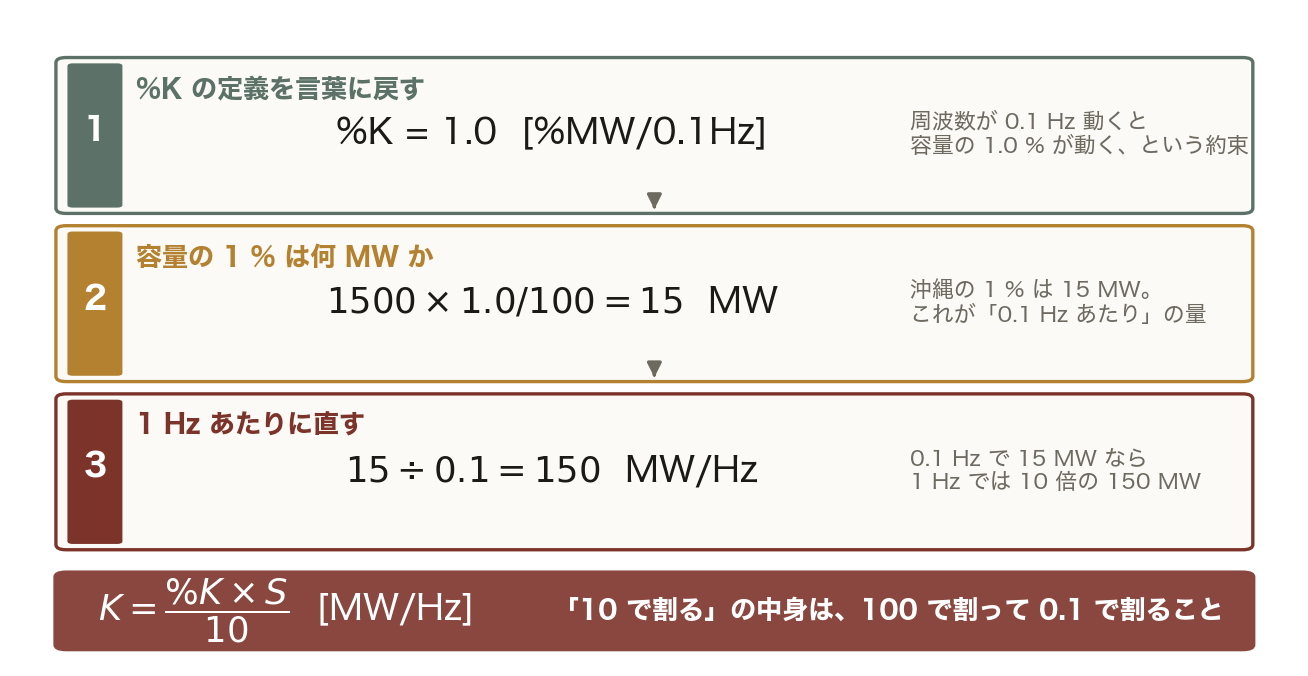 1
%K の定義を言葉に戻す
%K = 1.0 [%MW/0.1Hz]
周波数が 0.1 Hz 動くと
容量の 1.0 % が動く、という約束
▼
2
容量の 1 % は何 MW か
1500 × 1.0/100 = 15 MW
沖縄の 1 % は 15 MW。
これが「0.1 Hz あたり」の量
▼
3
1 Hz あたりに直す
15 ÷ 0.1 = 150 MW/Hz
0.1 Hz で 15 MW なら
1 Hz では 10 倍の 150 MW
K = %K × S / 10 [MW/Hz]
「10 で割る」の中身は、100 で割って 0.1 で割ること